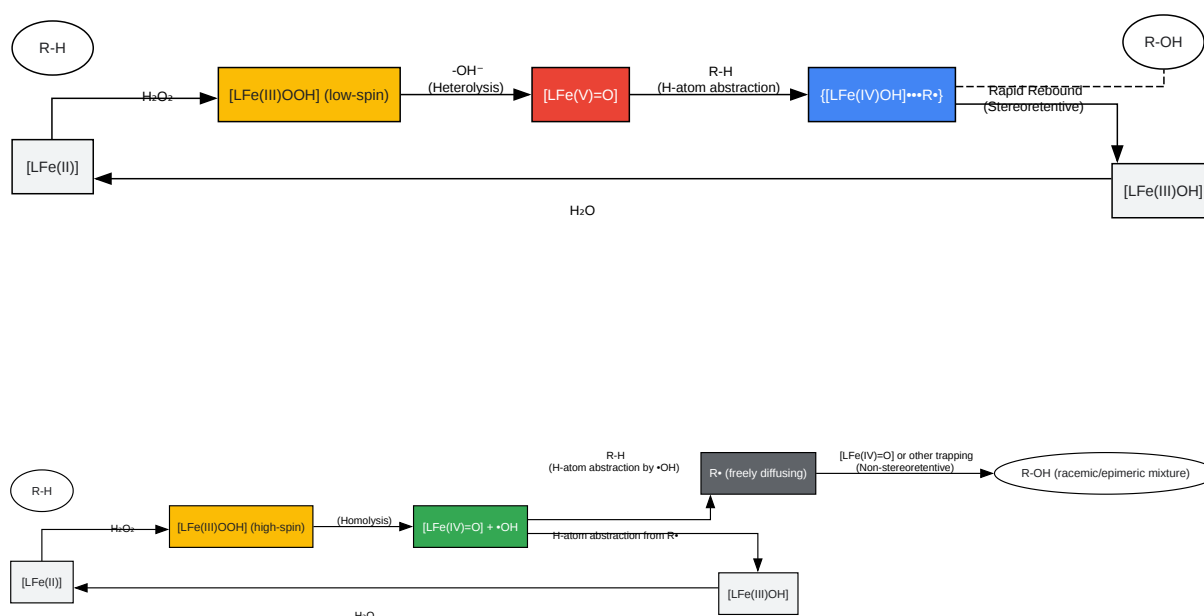 R-H
R-OH
H₂O₂
[LFe(III)OOH] (low-spin)
-OH⁻
(Heterolysis)
[LFe(V)=O]
R-H
(H-atom abstraction)
{[LFe(IV)OH]•••R•}
Rapid Rebound
(Stereoretentive)
[LFe(II)]
[LFe(III)OH]
H₂O
R-H
(H-atom abstraction by •OH)
[LFe(IV)=O] or other trapping
(Non-stereoretentive)
R• (freely diffusing)
R-OH (racemic/epimeric mixture)
R-H
H₂O₂
[LFe(III)OOH] (high-spin)
(Homolysis)
[LFe(IV)=O] + •OH
H-atom abstraction from R•
[LFe(II)]
[LFe(III)OH]
H₂O